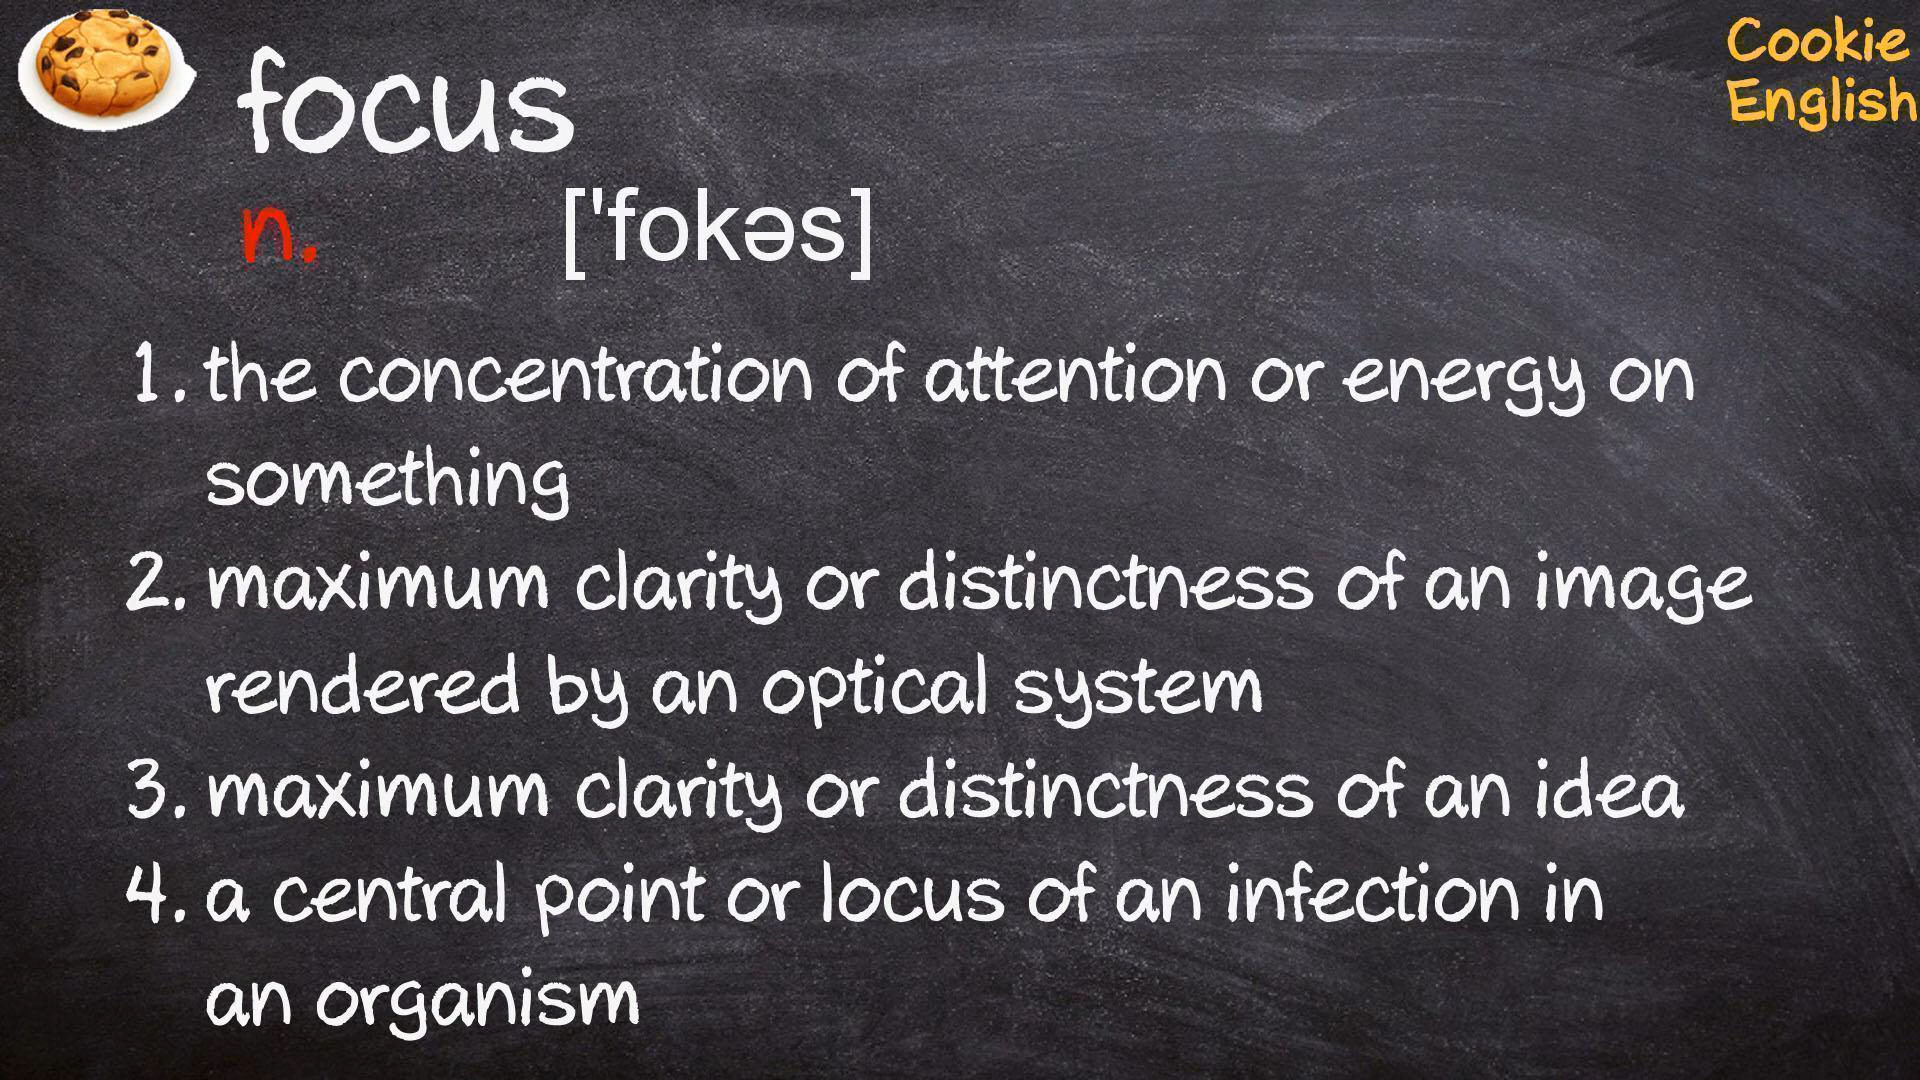 Cookie
English
focus
n. ['fokəs]
1. the concentration of attention or energy on
something
2. maximum clarity or distinctness of an image
rendered by an optical system
3. maximum clarity or distinctness of an idea
4. a central point or locus of an infection in
an organism